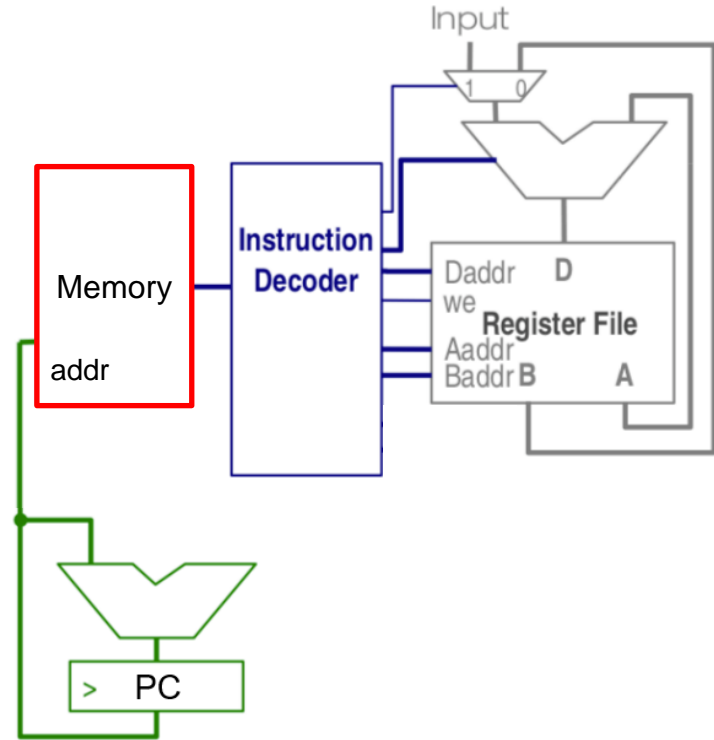 Input
1 0
Instruction
Decoder
Memory
addr
Daddr D
we
Register File
Aaddr
Baddr B A
> PC